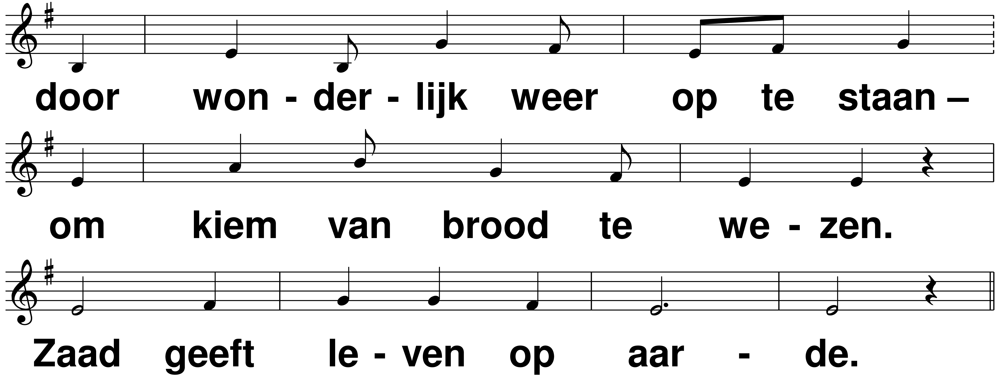 door won - der - lijk weer op te staan –
om kiem van brood te we - zen.
Zaad geeft le - ven op aar - de.